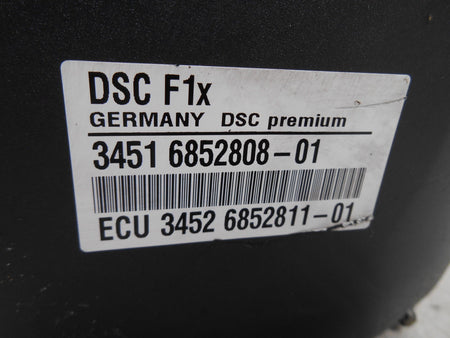 DSC F1x
GERMANY DSC premium
3451 6852808-01
ECU 3452 6852811-01